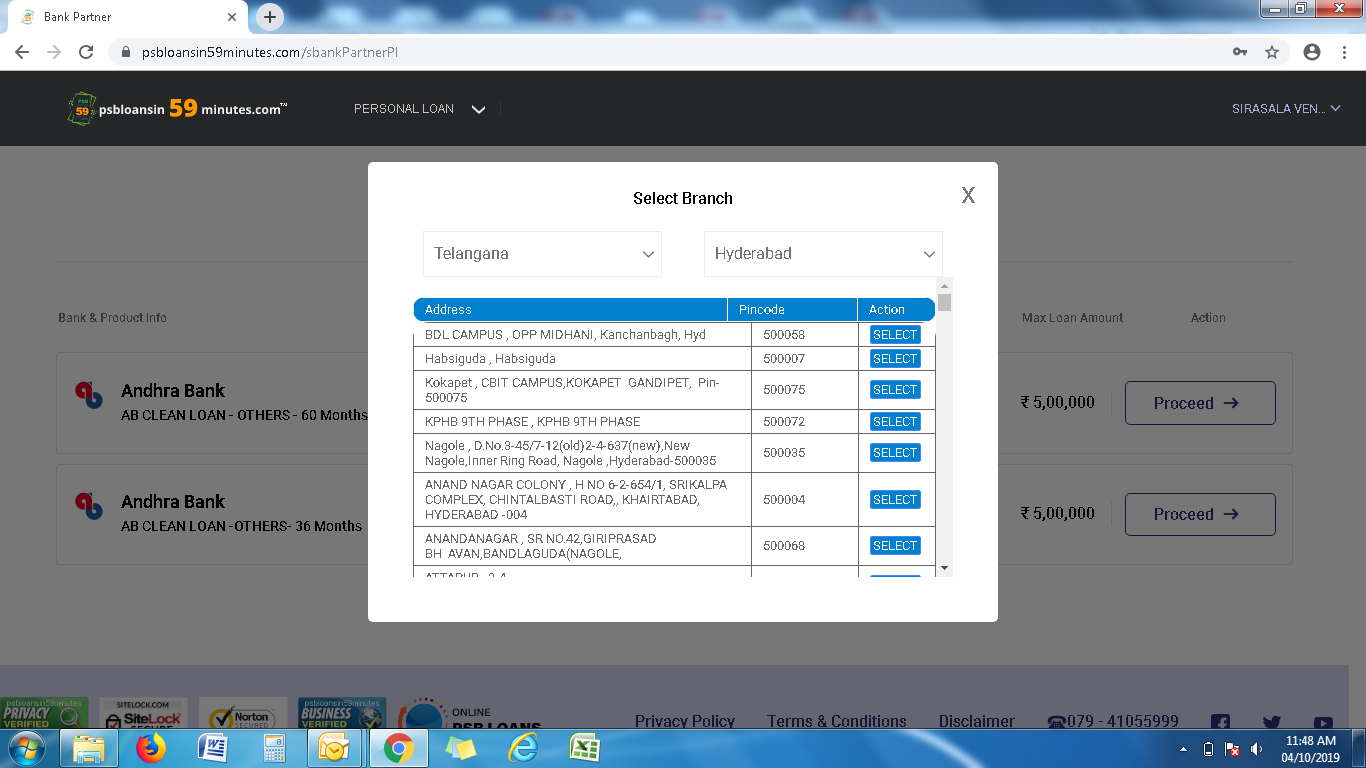 Bank Partner
psbloansin59minutes.com/sbankPartnerPl
psbloansin 59 minutes.com™
PERSONAL LOAN
SIRASALA VEN...
Select Branch
X
Telangana
Hyderabad
Address Pincode Action
BDL CAMPUS , OPP MIDHANI, Kanchanbagh, Hyd 500058 SELECT
Habsiguda , Habsiguda 500007 SELECT
Kokapet , CBIT CAMPUS,KOKAPET GANDIPET, Pin-
500075 500075 SELECT
KPHB 9TH PHASE , KPHB 9TH PHASE 500072 SELECT
Nagole , D.No.3-45/7-12(old)2-4-637(new),New
Nagole,Inner Ring Road, Nagole ,Hyderabad-500035 500035 SELECT
ANAND NAGAR COLONY , H NO 6-2-654/1, SRIKALPA
COMPLEX, CHINTALBASTI ROAD,, KHAIRTABAD,
HYDERABAD -004 500004 SELECT
ANANDANAGAR , SR NO.42,GIRIPRASAD
BH AVAN,BANDLAGUDA(NAGOLE, 500068 SELECT
Bank & Product Info
Max Loan Amount
Action
Andhra Bank
AB CLEAN LOAN - OTHERS - 60 Months
₹ 5,00,000
Proceed →
Andhra Bank
AB CLEAN LOAN -OTHERS- 36 Months
₹ 5,00,000
Proceed →
psbloansin59minutes
PRIVACY
VERIFIED
SITELOCK.COM
SiteLock
SECURE
Norton
SECURED
psbloansin59minutes
BUSINESS
VERIFIED
ONLINE
PSB LOANS
Privacy Policy
Terms & Conditions
Disclaimer
☎079 - 41055999
11:48 AM
04/10/2019